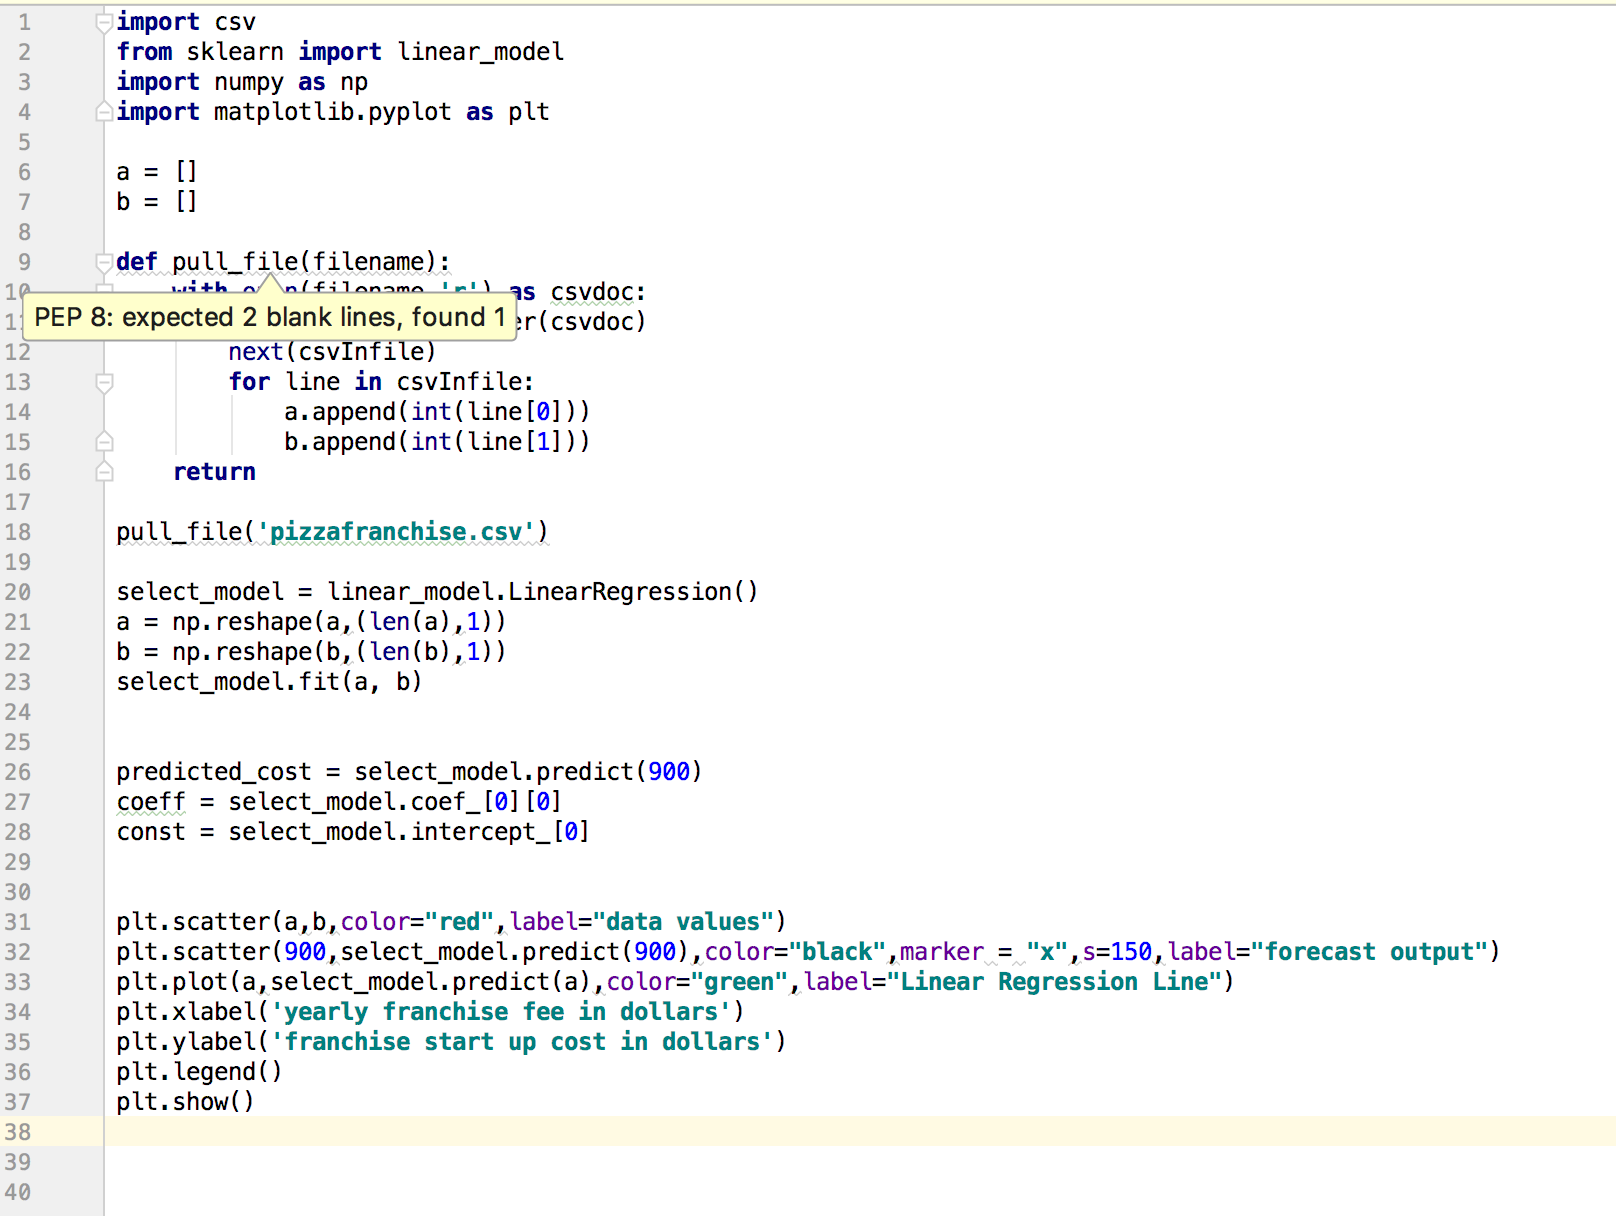 1 import csv
2 from sklearn import linear_model
3 import numpy as np
4 import matplotlib.pyplot as plt
5
6 a = []
7 b = []
8
9 def pull_file(filename):
10 as csvdoc:
PEP 8: expected 2 blank lines, found 1
11 er(csvdoc)
12 next(csvInfile)
13 for line in csvInfile:
14 a.append(int(line[0]))
15 b.append(int(line[1]))
16 return
17
18 pull_file('pizzafranchise.csv')
19
20 select_model = linear_model.LinearRegression()
21 a = np.reshape(a,(len(a),1))
22 b = np.reshape(b,(len(b),1))
23 select_model.fit(a, b)
24
25
26 predicted_cost = select_model.predict(900)
27 coeff = select_model.coef_[0][0]
28 const = select_model.intercept_[0]
29
30
31 plt.scatter(a,b,color="red",label="data values")
32 plt.scatter(900,select_model.predict(900),color="black",marker = "x",s=150,label="forecast output")
33 plt.plot(a,select_model.predict(a),color="green",label="Linear Regression Line")
34 plt.xlabel('yearly franchise fee in dollars')
35 plt.ylabel('franchise start up cost in dollars')
36 plt.legend()
37 plt.show()
38
39
40